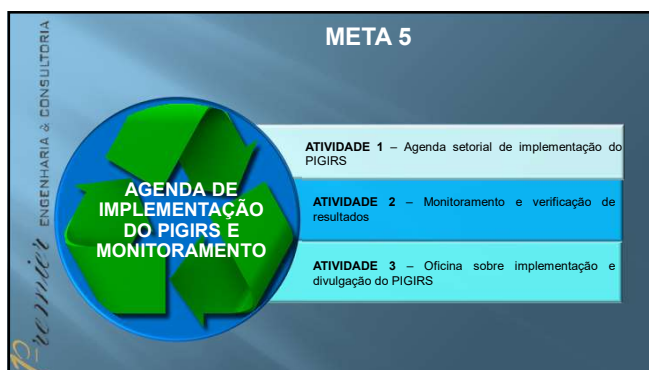 META 5
Premier ENGENHARIA & CONSULTORIA
AGENDA DE
IMPLEMENTAÇÃO
DO PIGIRS E
MONITORAMENTO
ATIVIDADE 1 – Agenda setorial de implementação do
PIGIRS
ATIVIDADE 2 – Monitoramento e verificação de
resultados
ATIVIDADE 3 – Oficina sobre implementação e
divulgação do PIGIRS